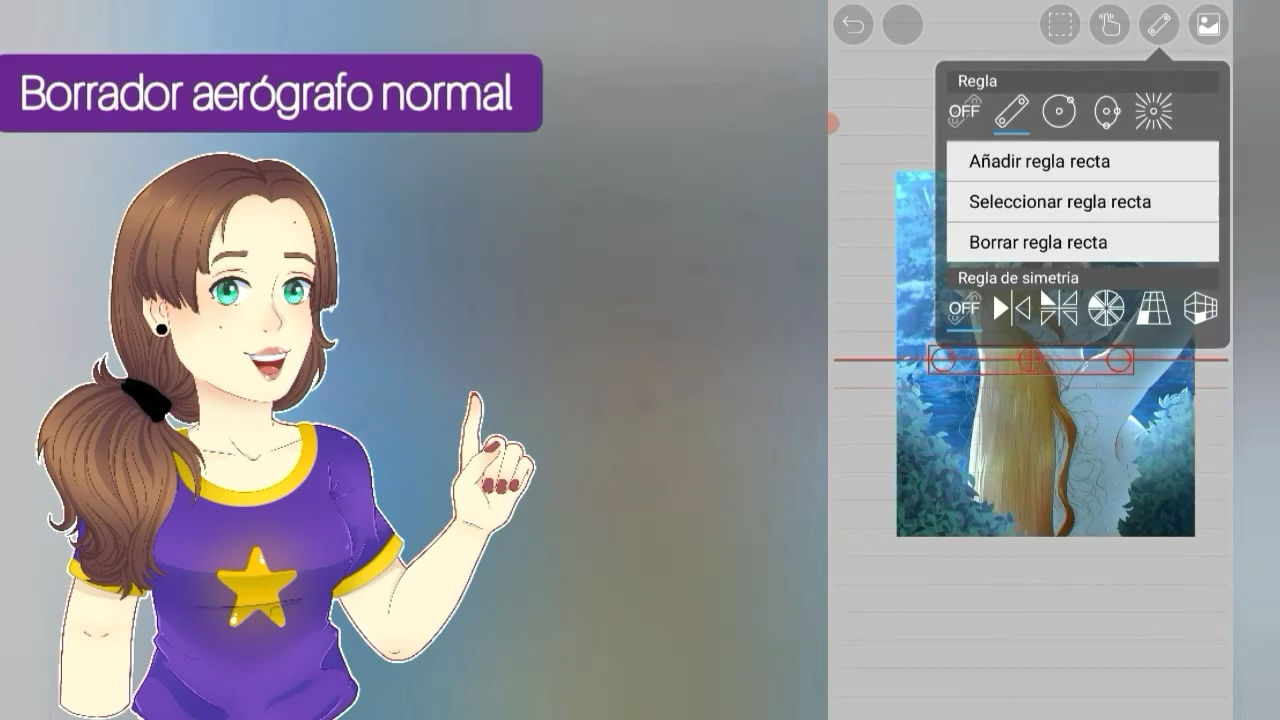 Borrador aerógrafo normal
Regla
OFF
Añadir regla recta
Seleccionar regla recta
Borrar regla recta
Regla de simetría
OFF